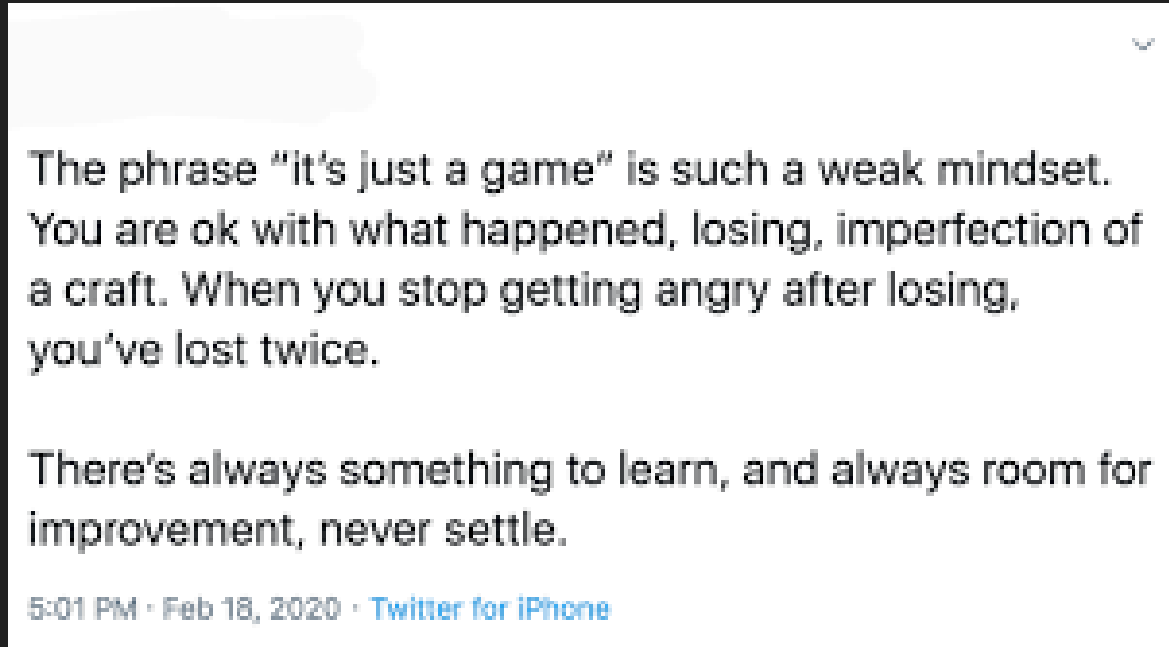 The phrase “it’s just a game” is such a weak mindset.
You are ok with what happened, losing, imperfection of
a craft. When you stop getting angry after losing,
you’ve lost twice.
There’s always something to learn, and always room for
improvement, never settle.
5:01 PM · Feb 18, 2020 · Twitter for iPhone